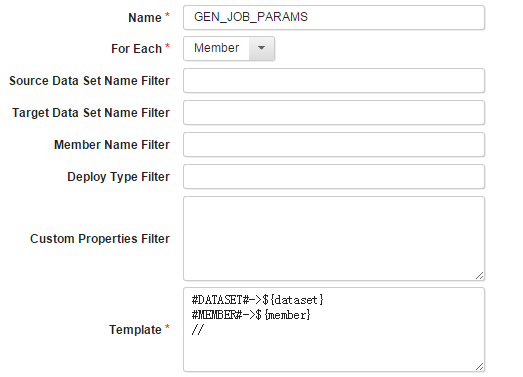 Name * GEN_JOB_PARAMS
For Each * Member
Source Data Set Name Filter
Target Data Set Name Filter
Member Name Filter
Deploy Type Filter
Custom Properties Filter
Template *
#DATASET#->${dataset}
#MEMBER#->${member}
//